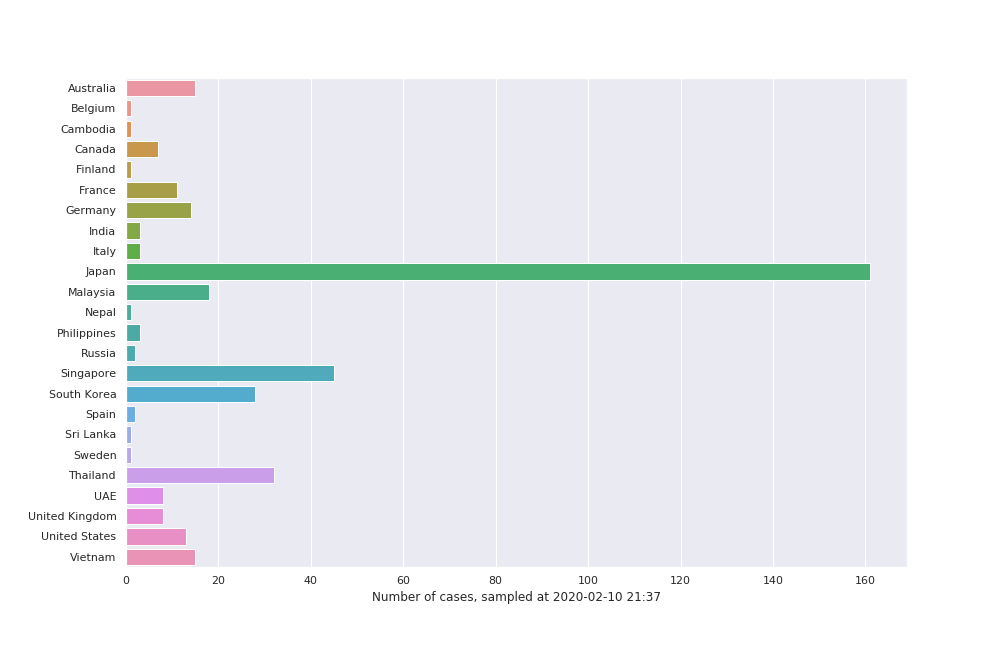 Australia
Belgium
Cambodia
Canada
Finland
France
Germany
India
Italy
Japan
Malaysia
Nepal
Philippines
Russia
Singapore
South Korea
Spain
Sri Lanka
Sweden
Thailand
UAE
United Kingdom
United States
Vietnam
0 20 40 60 80 100 120 140 160
Number of cases, sampled at 2020-02-10 21:37